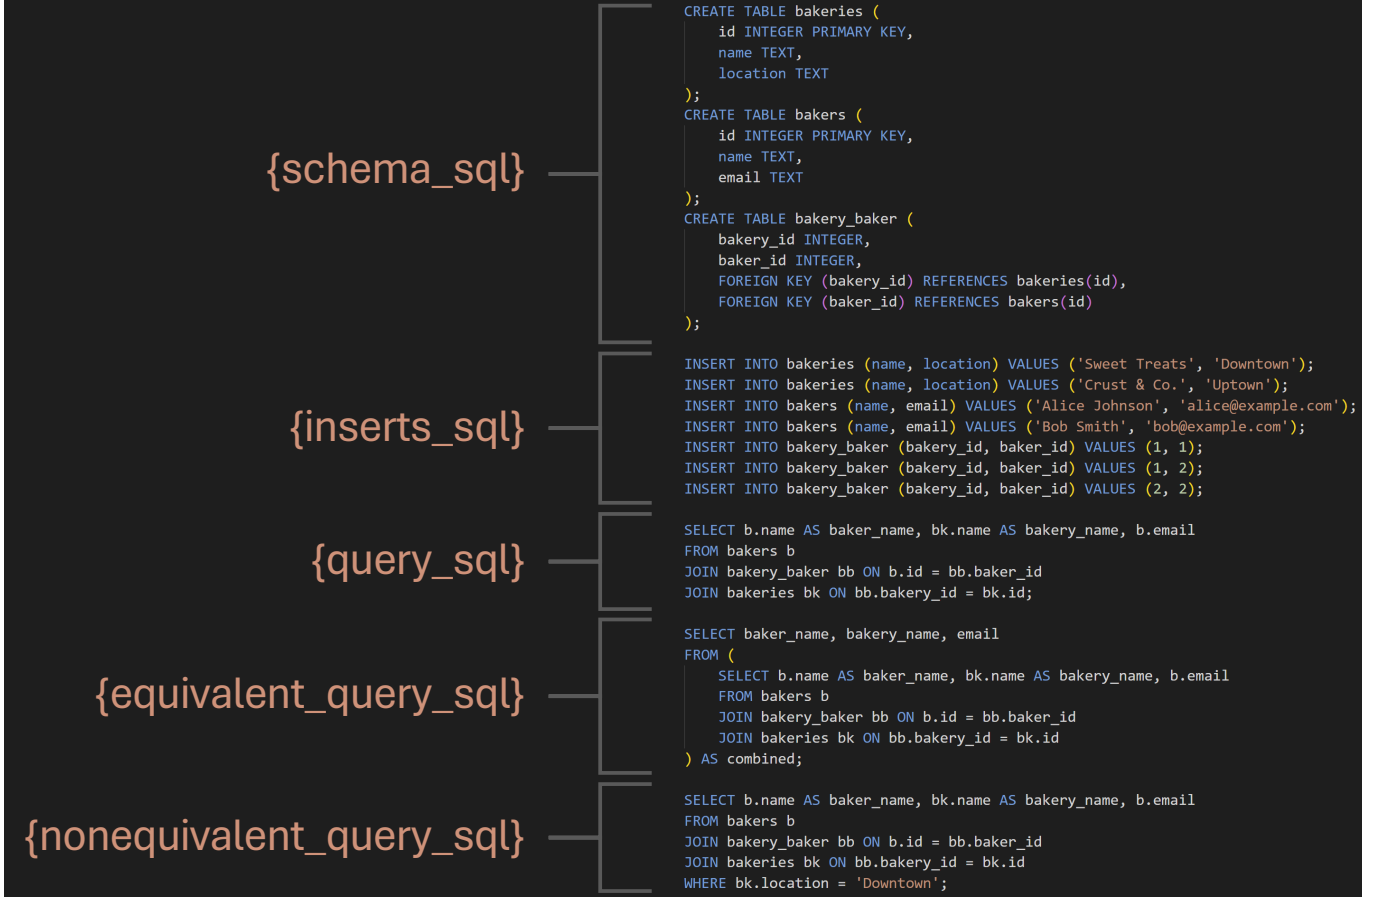 {schema_sql}
CREATE TABLE bakeries (
id INTEGER PRIMARY KEY,
name TEXT,
location TEXT
);
CREATE TABLE bakers (
id INTEGER PRIMARY KEY,
name TEXT,
email TEXT
);
CREATE TABLE bakery_baker (
bakery_id INTEGER,
baker_id INTEGER,
FOREIGN KEY (bakery_id) REFERENCES bakeries(id),
FOREIGN KEY (baker_id) REFERENCES bakers(id)
);
{inserts_sql}
INSERT INTO bakeries (name, location) VALUES ('Sweet Treats', 'Downtown');
INSERT INTO bakeries (name, location) VALUES ('Crust & Co.', 'Uptown');
INSERT INTO bakers (name, email) VALUES ('Alice Johnson', 'alice@example.com');
INSERT INTO bakers (name, email) VALUES ('Bob Smith', 'bob@example.com');
INSERT INTO bakery_baker (bakery_id, baker_id) VALUES (1, 1);
INSERT INTO bakery_baker (bakery_id, baker_id) VALUES (1, 2);
INSERT INTO bakery_baker (bakery_id, baker_id) VALUES (2, 2);
{query_sql}
SELECT b.name AS baker_name, bk.name AS bakery_name, b.email
FROM bakers b
JOIN bakery_baker bb ON b.id = bb.baker_id
JOIN bakeries bk ON bb.bakery_id = bk.id;
{equivalent_query_sql}
SELECT baker_name, bakery_name, email
FROM (
SELECT b.name AS baker_name, bk.name AS bakery_name, b.email
FROM bakers b
JOIN bakery_baker bb ON b.id = bb.baker_id
JOIN bakeries bk ON bb.bakery_id = bk.id
) AS combined;
{nonequivalent_query_sql}
SELECT b.name AS baker_name, bk.name AS bakery_name, b.email
FROM bakers b
JOIN bakery_baker bb ON b.id = bb.baker_id
JOIN bakeries bk ON bb.bakery_id = bk.id
WHERE bk.location = 'Downtown';